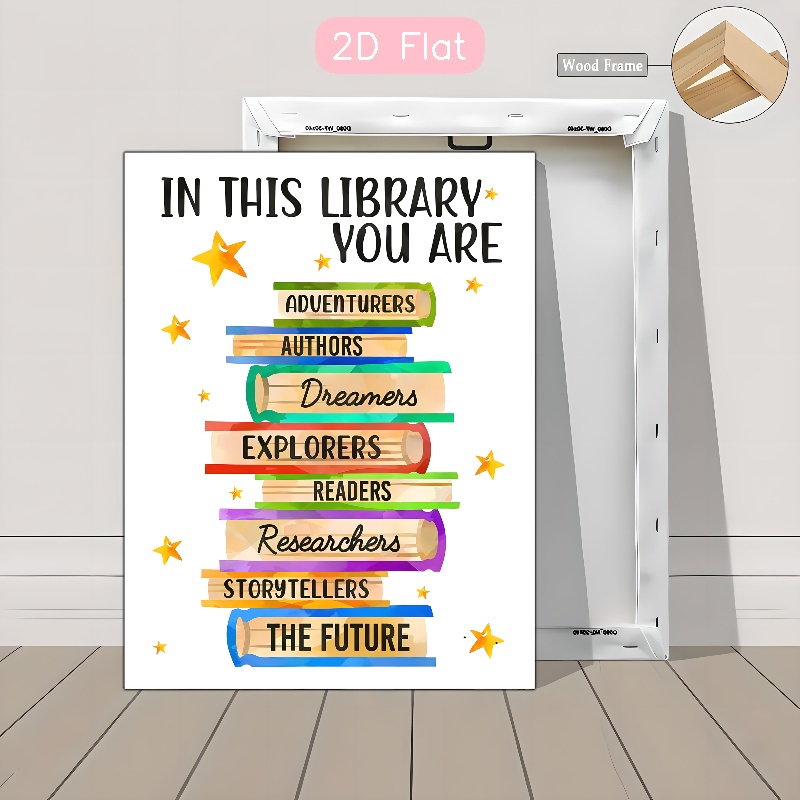 2D Flat
Wood Frame
IN THIS LIBRARY
YOU ARE
ADVENTURERS
AUTHORS
Dreamers
EXPLORERS
READERS
Researchers
STORYTELLERS
THE FUTURE